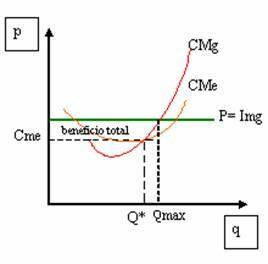 p
CMg
CMe
P= Img
beneficio total
Cme
Q*
Qmax
q